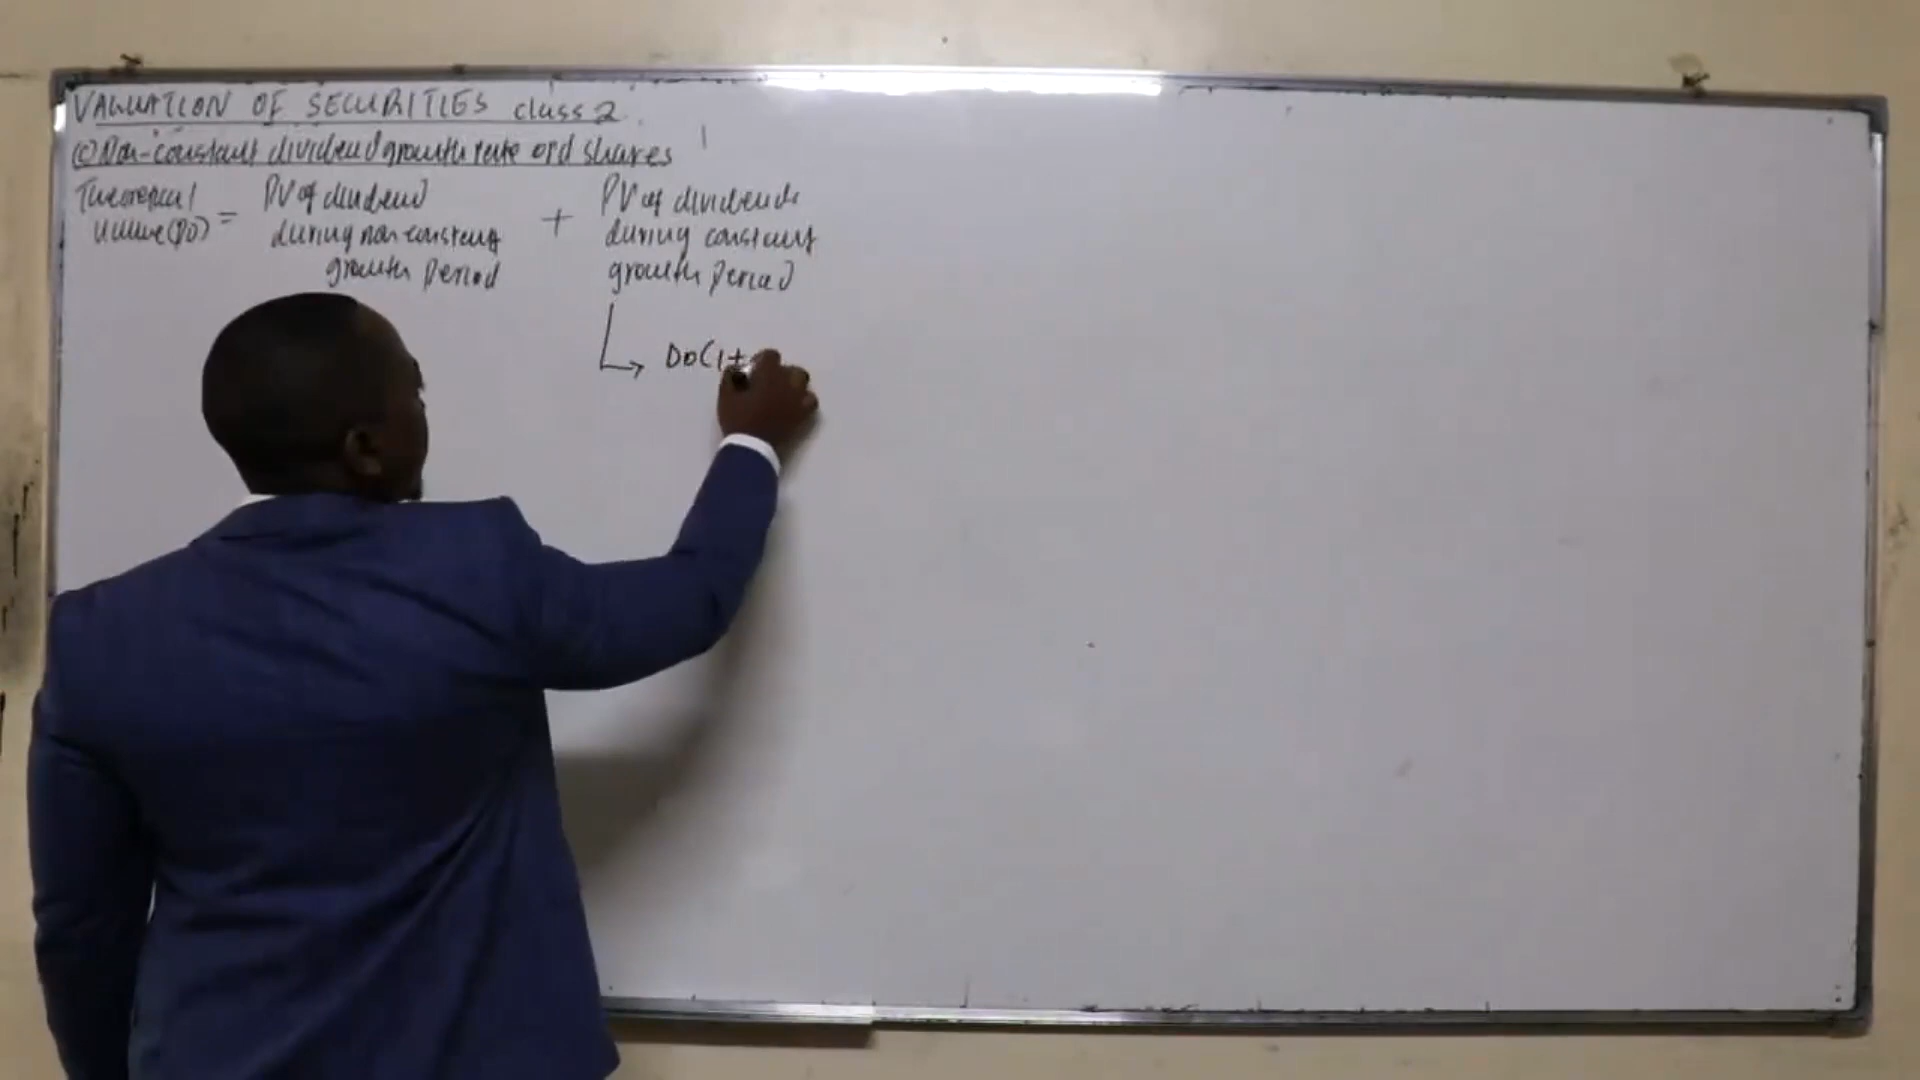 VALUATION OF SECURITIES class 2
(c) Non-constant dividend growth rate ord shares
Theoretical value (P0) = PV of dividend during non constant growth period + PV of dividends during constant growth period
D0(1+